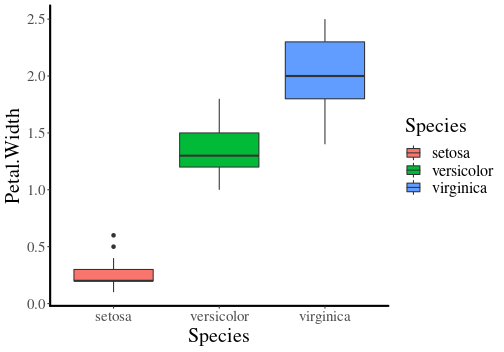 Petal.Width
2.5
2.0
1.5
1.0
0.5
0.0
setosa versicolor virginica
Species
Species
setosa
versicolor
virginica